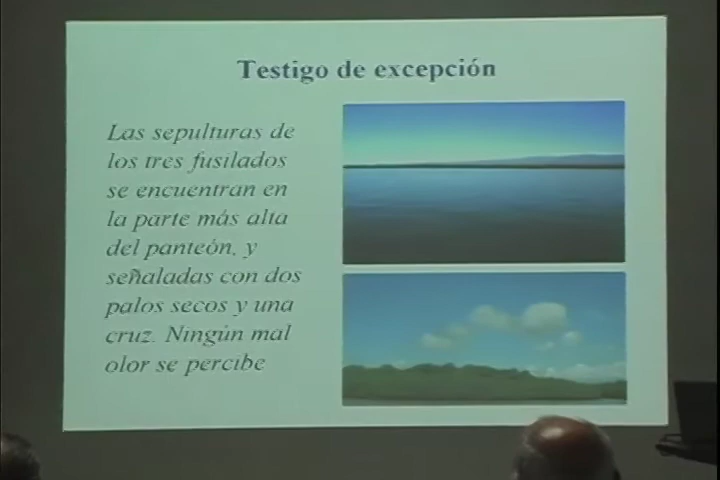 Testigo de excepción
Las sepulturas de
los tres fusilados
se encuentran en
la parte más alta
del panteón, y
señaladas con dos
palos secos y una
cruz. Ningún mal
olor se percibe